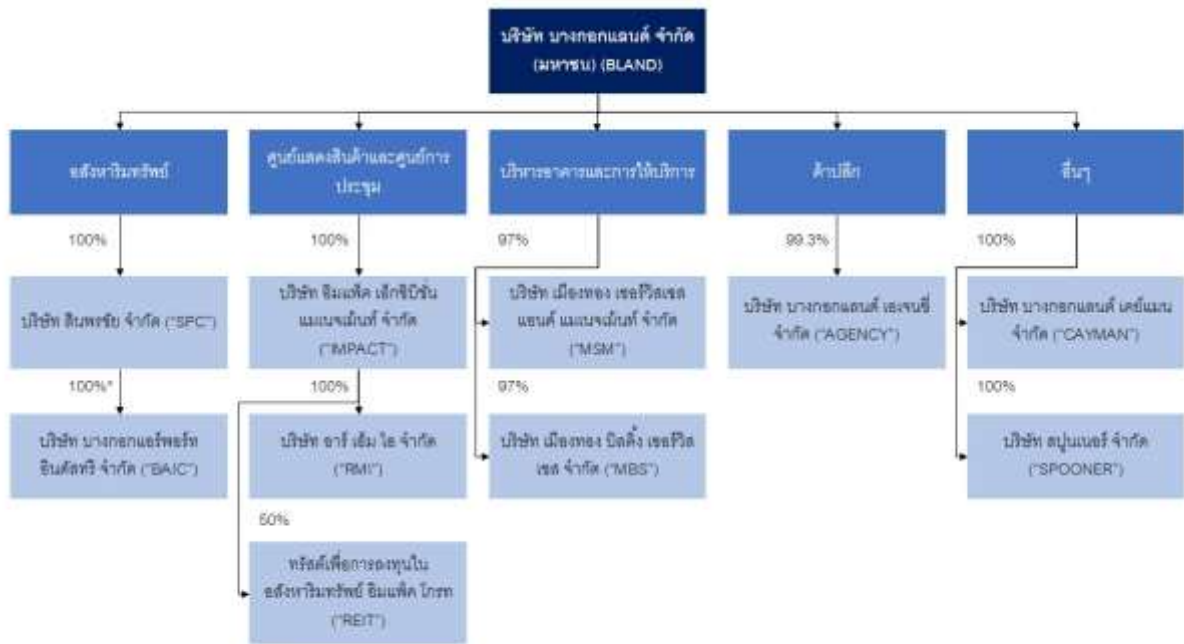 บริษัท บางกอกแลนด์ จำกัด
(มหาชน) (BLAND)
อสังหาริมทรัพย์
ศูนย์แสดงสินค้าและศูนย์การ
ประชุม
บริหารอาคารและการให้บริการ
ค้าปลีก
อื่นๆ
100%
100%
97%
99.3%
100%
บริษัท สินพรชัย จำกัด ("SPC")
บริษัท อิมแพ็ค เอ็กซิบิชั่น
แมเนจเม้นท์ จำกัด
("IMPACT")
บริษัท เมืองทอง เซอร์วิสเซส
แอนด์ แมเนจเม้นท์ จำกัด
("MSM")
บริษัท บางกอกแลนด์ เอเจนซี่
จำกัด ("AGENCY")
บริษัท บางกอกแลนด์ เคย์แมน
จำกัด ("CAYMAN")
100%*
100%
97%
100%
บริษัท บางกอกแอร์พอร์ท
อินดัสทรี จำกัด ("BAIC")
บริษัท อาร์ เอ็ม ไอ จำกัด
("RMI")
บริษัท เมืองทอง บิลดิ้ง เซอร์วิส
เซส จำกัด ("MBS")
บริษัท สปูนเนอร์ จำกัด
("SPOONER")
50%
ทรัสต์เพื่อการลงทุนใน
อสังหาริมทรัพย์ อิมแพ็ค โกรท
("REIT")